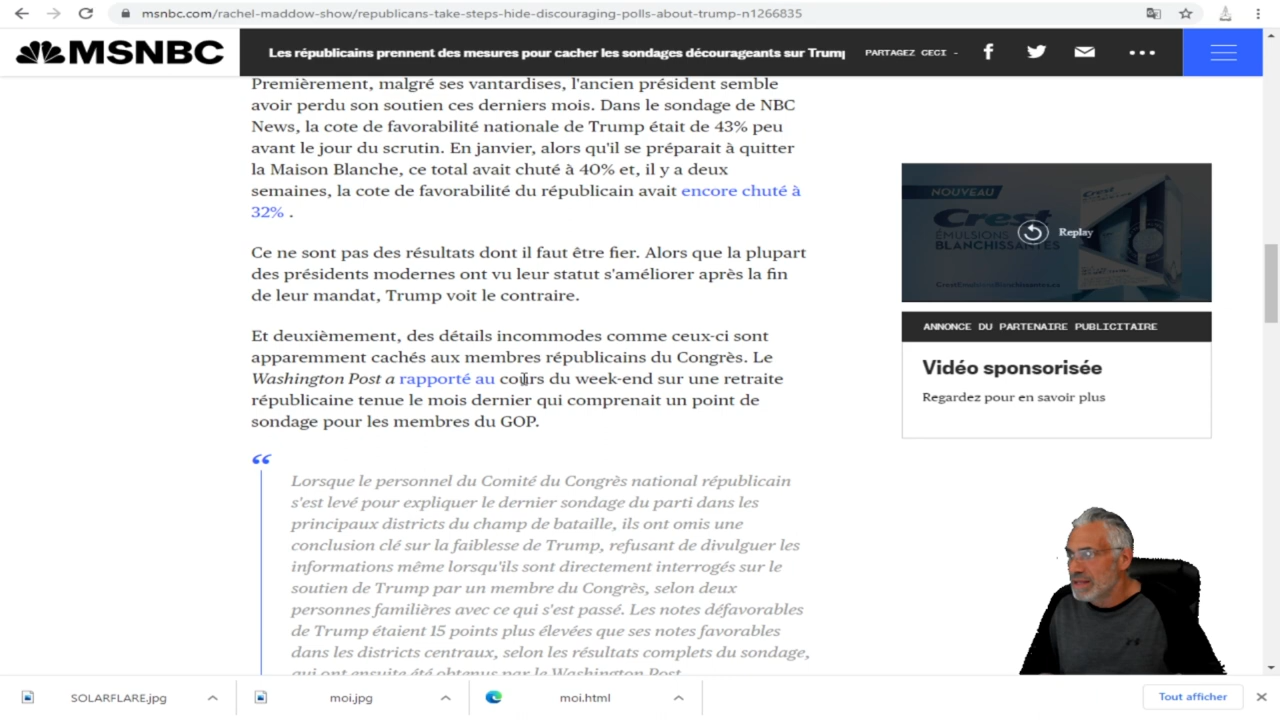 msnbc.com/rachel-maddow-show/republicans-take-steps-hide-discouraging-polls-about-trump-n1266835
MSNBC
Les républicains prennent des mesures pour cacher les sondages décourageants sur Trump
PARTAGEZ CECI -
Premièrement, malgré ses vantardises, l'ancien président semble
avoir perdu son soutien ces derniers mois. Dans le sondage de NBC
News, la cote de favorabilité nationale de Trump était de 43% peu
avant le jour du scrutin. En janvier, alors qu'il se préparait à quitter
la Maison Blanche, ce total avait chuté à 40% et, il y a deux
semaines, la cote de favorabilité du républicain avait encore chuté à
32% .
Ce ne sont pas des résultats dont il faut être fier. Alors que la plupart
des présidents modernes ont vu leur statut s'améliorer après la fin
de leur mandat, Trump voit le contraire.
Et deuxièmement, des détails incommodes comme ceux-ci sont
apparemment cachés aux membres républicains du Congrès. Le
Washington Post a rapporté au cours du week-end sur une retraite
républicaine tenue le mois dernier qui comprenait un point de
sondage pour les membres du GOP.
“
Lorsque le personnel du Comité du Congrès national républicain
s'est levé pour expliquer le dernier sondage du parti dans les
principaux districts du champ de bataille, ils ont omis une
conclusion clé sur la faiblesse de Trump, refusant de divulguer les
informations même lorsqu'ils sont directement interrogés sur le
soutien de Trump par un membre du Congrès, selon deux
personnes familières avec ce qui s'est passé. Les notes défavorables
de Trump étaient 15 points plus élevées que ses notes favorables
dans les districts centraux, selon les résultats complets du sondage,
qui ont ensuite été obtenus par le Washington Post.
NOUVEAU
Crest
ÉMULSIONS
BLANCHISSANTES
Replay
ANNONCE DU PARTENAIRE PUBLICITAIRE
Vidéo sponsorisée
Regardez pour en savoir plus
SOLARFLARE.jpg
moi.jpg
moi.html
Tout afficher